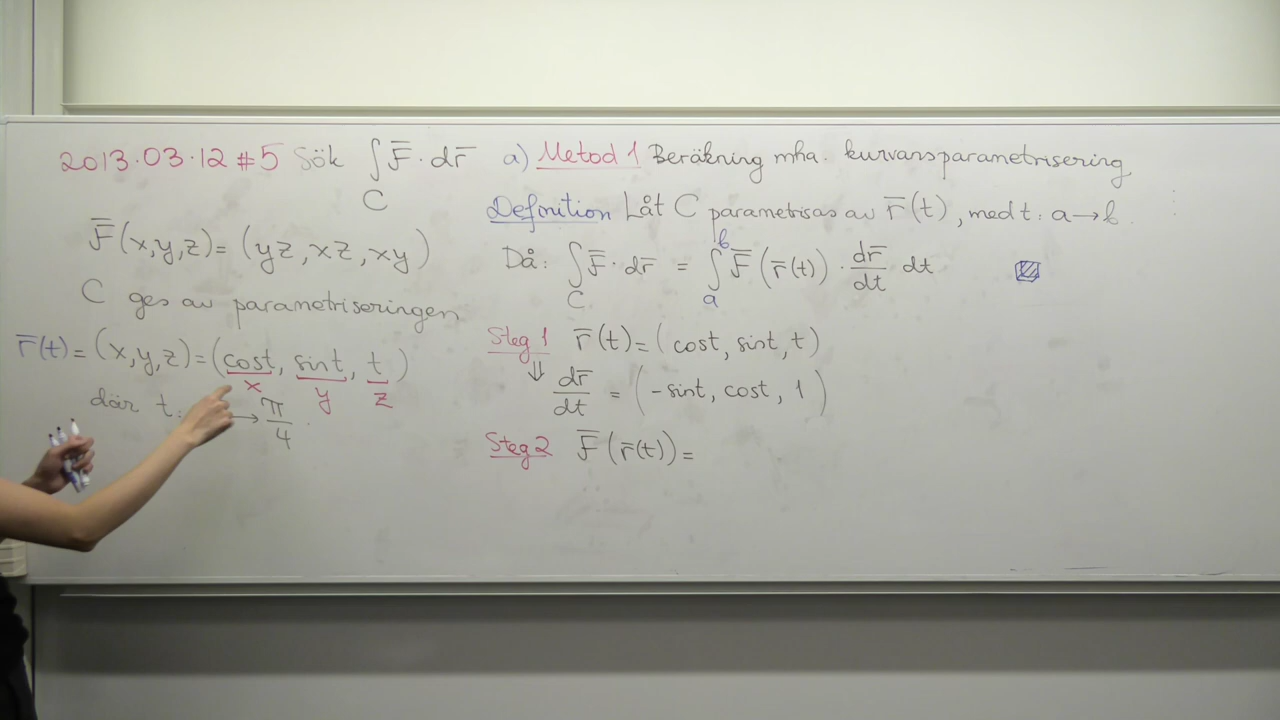 2013.03.12 #5 Sök ∫_C F̅ · dr̅
F̅(x,y,z)=(yz, xz, xy)
C ges av parametriseringen
r̅(t)=(x,y,z)=(cost, sint, t)
x y z
där t: → π/4.
a) Metod 1 Beräkning mha. kurvans parametrisering
Definition Låt C parametrisas av r̅(t), med t: a→b.
Då: ∫_C F̅ · dr̅ = ∫_a^b F̅(r̅(t)) · dr̅/dt dt
Steg 1 r̅(t)=(cost, sint, t)
⇓ dr̅/dt = (-sint, cost, 1)
Steg 2 F̅(r̅(t))=